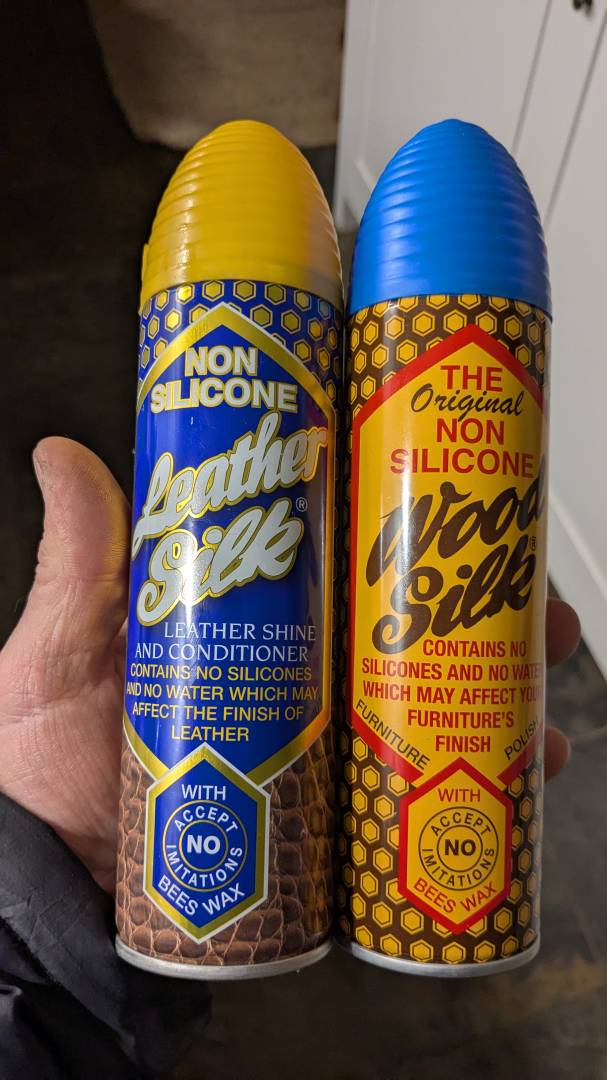 NON
SILICONE
Leather
Silk®
LEATHER SHINE
AND CONDITIONER
CONTAINS NO SILICONES
AND NO WATER WHICH MAY
AFFECT THE FINISH OF
LEATHER
WITH
ACCEPT
NO
IMITATIONS
BEES WAX
THE
Original
NON
SILICONE
Wood
Silk®
CONTAINS NO
SILICONES AND NO WATER
WHICH MAY AFFECT YOUR
FURNITURE'S
FINISH
FURNITURE
POLISH
WITH
ACCEPT
NO
IMITATIONS
BEES WAX